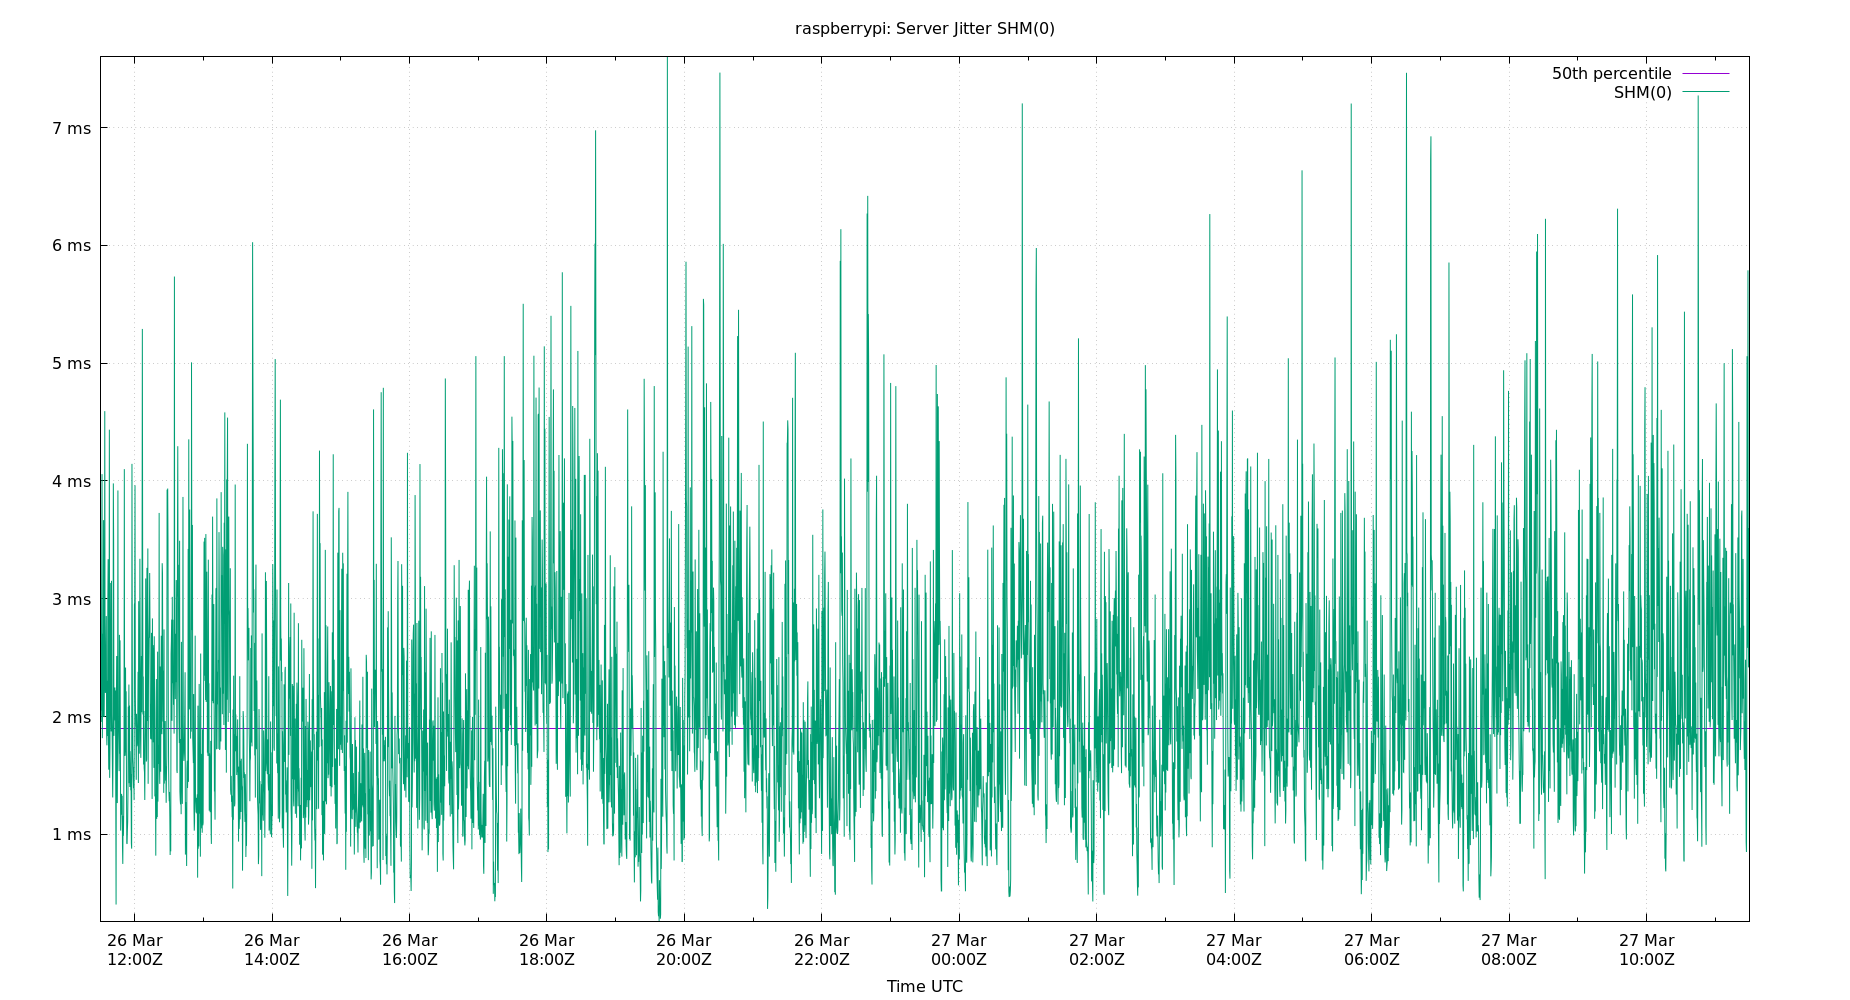 raspberrypi: Server Jitter SHM(0)
50th percentile
SHM(0)
7 ms
6 ms
5 ms
4 ms
3 ms
2 ms
1 ms
26 Mar 26 Mar 26 Mar 26 Mar 26 Mar 26 Mar 27 Mar 27 Mar 27 Mar 27 Mar 27 Mar 27 Mar
12:00Z 14:00Z 16:00Z 18:00Z 20:00Z 22:00Z 00:00Z 02:00Z 04:00Z 06:00Z 08:00Z 10:00Z
Time UTC